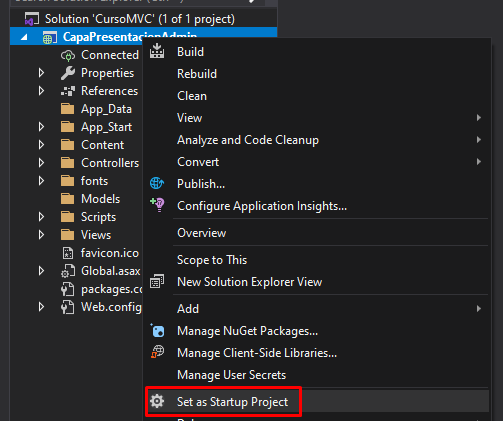 Solution 'CursoMVC' (1 of 1 project)
CapaPresentacionAdmin
Connected
Properties
References
App_Data
App_Start
Content
Controllers
fonts
Models
Scripts
Views
favicon.ico
Global.asax
packages.co
Web.config
Build
Rebuild
Clean
View
Analyze and Code Cleanup
Convert
Publish...
Configure Application Insights...
Overview
Scope to This
New Solution Explorer View
Add
Manage NuGet Packages...
Manage Client-Side Libraries...
Manage User Secrets
Set as Startup Project